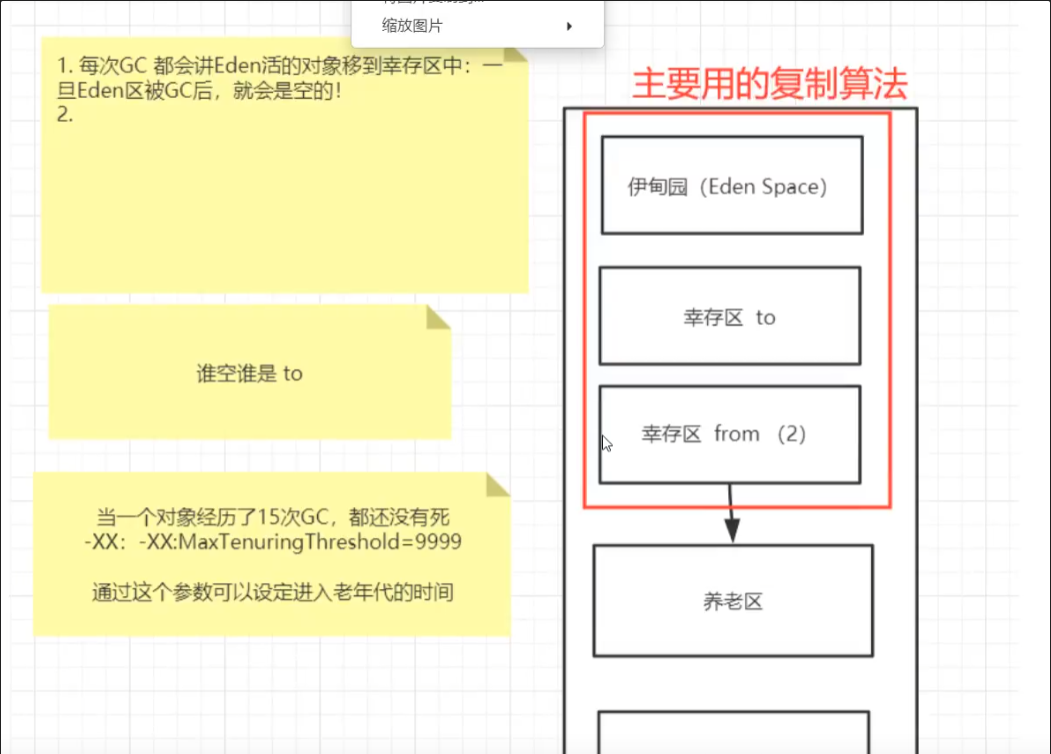 缩放图片
1. 每次GC 都会讲Eden活的对象移到幸存区中：一
旦Eden区被GC后，就会是空的！
2.
谁空谁是 to
当一个对象经历了15次GC，都还没有死
-XX：-XX:MaxTenuringThreshold=9999
通过这个参数可以设定进入老年代的时间
主要用的复制算法
伊甸园（Eden Space）
幸存区 to
幸存区 from （2）
养老区